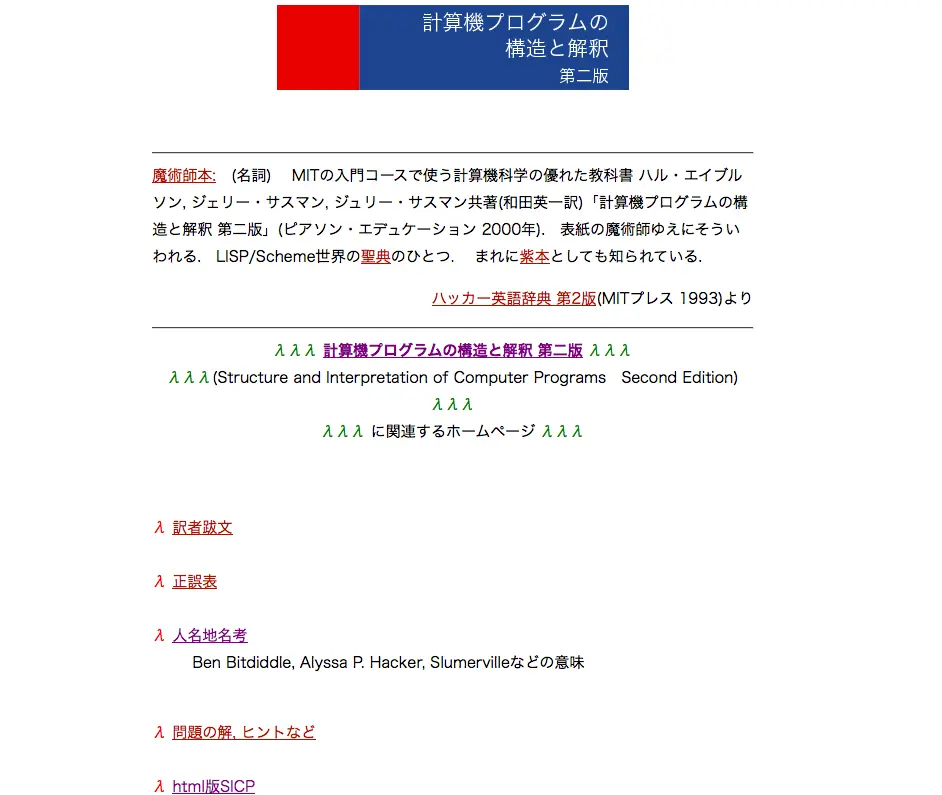 計算機プログラムの
構造と解釈
第二版
魔術師本: (名詞) MITの入門コースで使う計算機科学の優れた教科書 ハル・エイブル
ソン, ジェリー・サスマン, ジュリー・サスマン共著(和田英一訳)「計算機プログラムの構
造と解釈 第二版」(ピアソン・エデュケーション 2000年). 表紙の魔術師ゆえにそうい
われる. LISP/Scheme世界の聖典のひとつ. まれに紫本としても知られている.
ハッカー英語辞典 第2版(MITプレス 1993)より
λ λ λ 計算機プログラムの構造と解釈 第二版 λ λ λ
λ λ λ (Structure and Interpretation of Computer Programs Second Edition)
λ λ λ
λ λ λ に関連するホームページ λ λ λ
λ 訳者跋文
λ 正誤表
λ 人名地名考
Ben Bitdiddle, Alyssa P. Hacker, Slumervilleなどの意味
λ 問題の解, ヒントなど
λ html版SICP